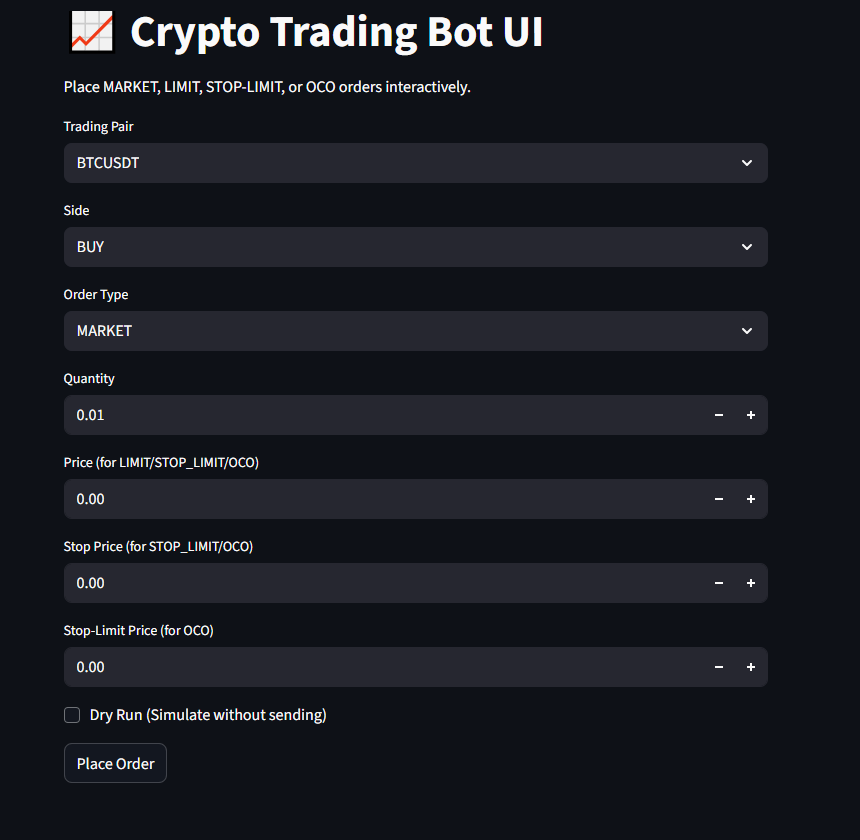 Crypto Trading Bot UI
Place MARKET, LIMIT, STOP-LIMIT, or OCO orders interactively.
Trading Pair
BTCUSDT
Side
BUY
Order Type
MARKET
Quantity
0.01
Price (for LIMIT/STOP_LIMIT/OCO)
0.00
Stop Price (for STOP_LIMIT/OCO)
0.00
Stop-Limit Price (for OCO)
0.00
Dry Run (Simulate without sending)
Place Order